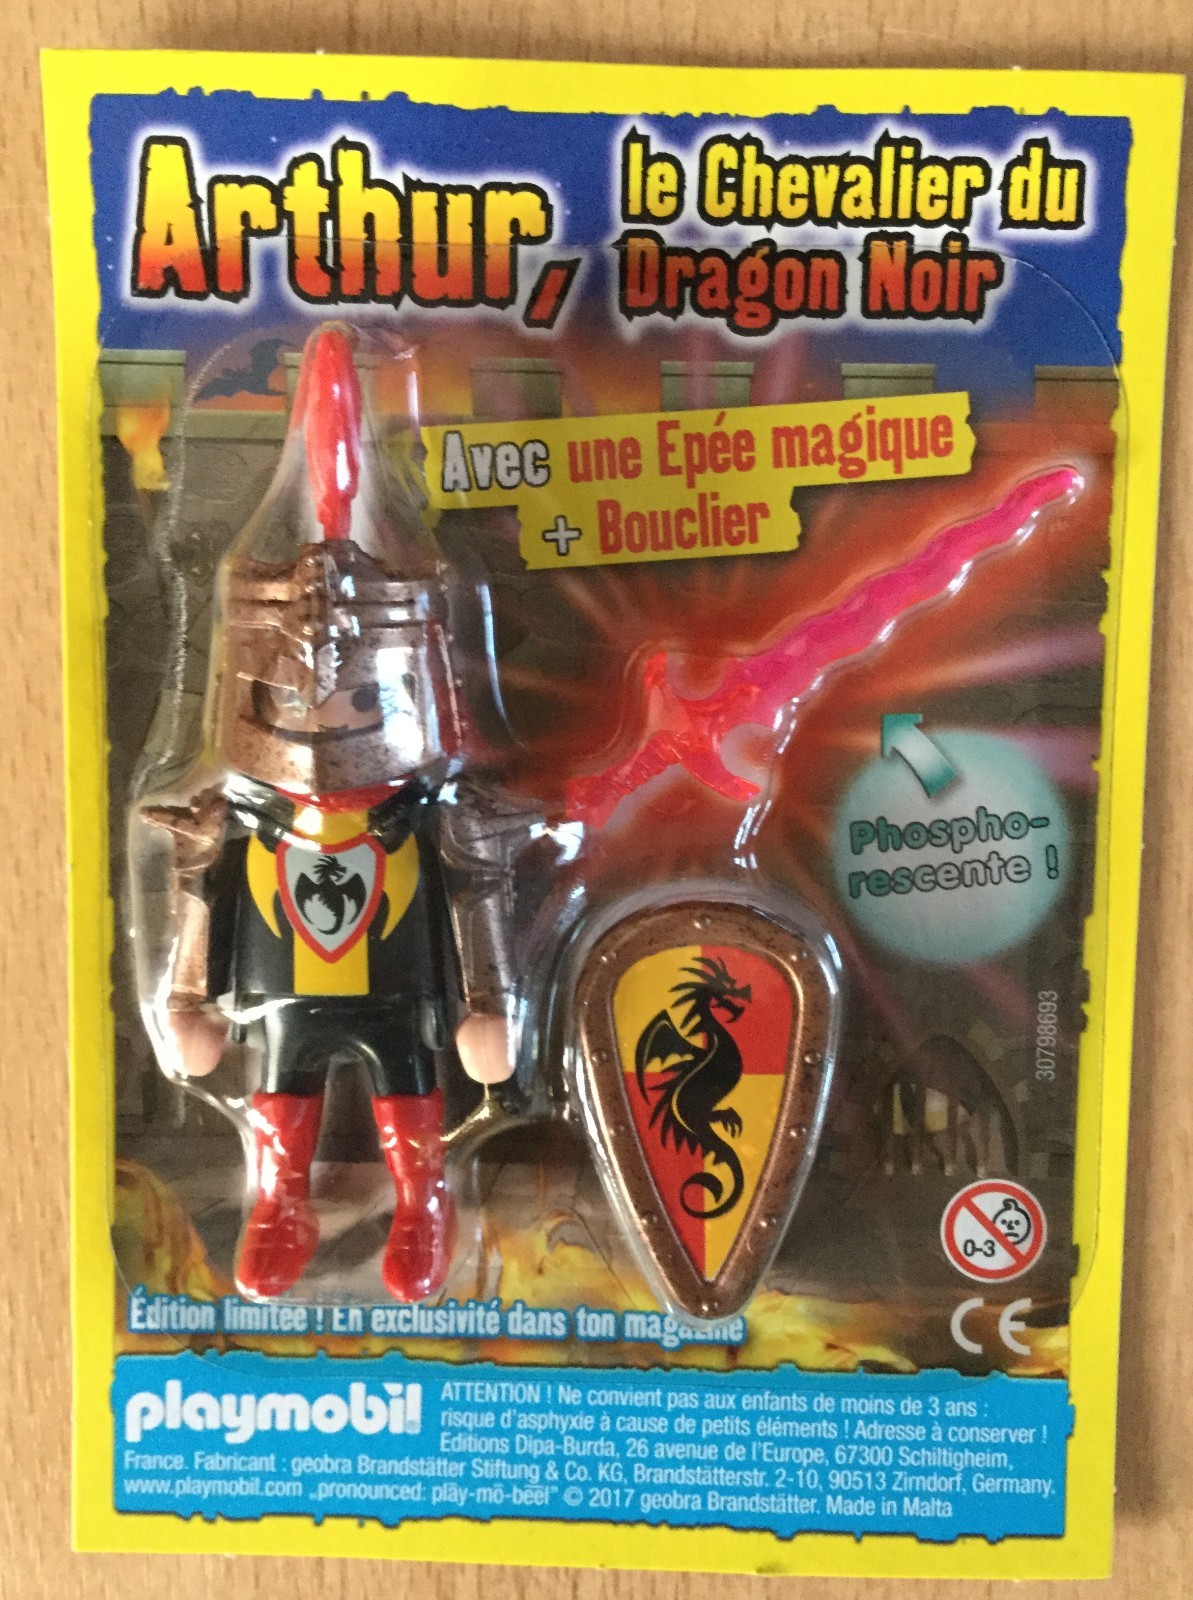 Arthur,
le Chevalier du
Dragon Noir
Avec une Epée magique
+ Bouclier
Phospho-
rescente !
30798693
0-3
CE
Édition limitée ! En exclusivité dans ton magazine
playmobil
ATTENTION ! Ne convient pas aux enfants de moins de 3 ans :
risque d'asphyxie à cause de petits éléments ! Adresse à conserver !
Editions Dipa-Burda, 26 avenue de l'Europe, 67300 Schiltigheim,
France. Fabricant : geobra Brandstätter Stiftung & Co. KG, Brandstätterstr. 2-10, 90513 Zirndorf, Germany.
www.playmobil.com „pronounced: plāy-mō-bēēl" © 2017 geobra Brandstätter. Made in Malta